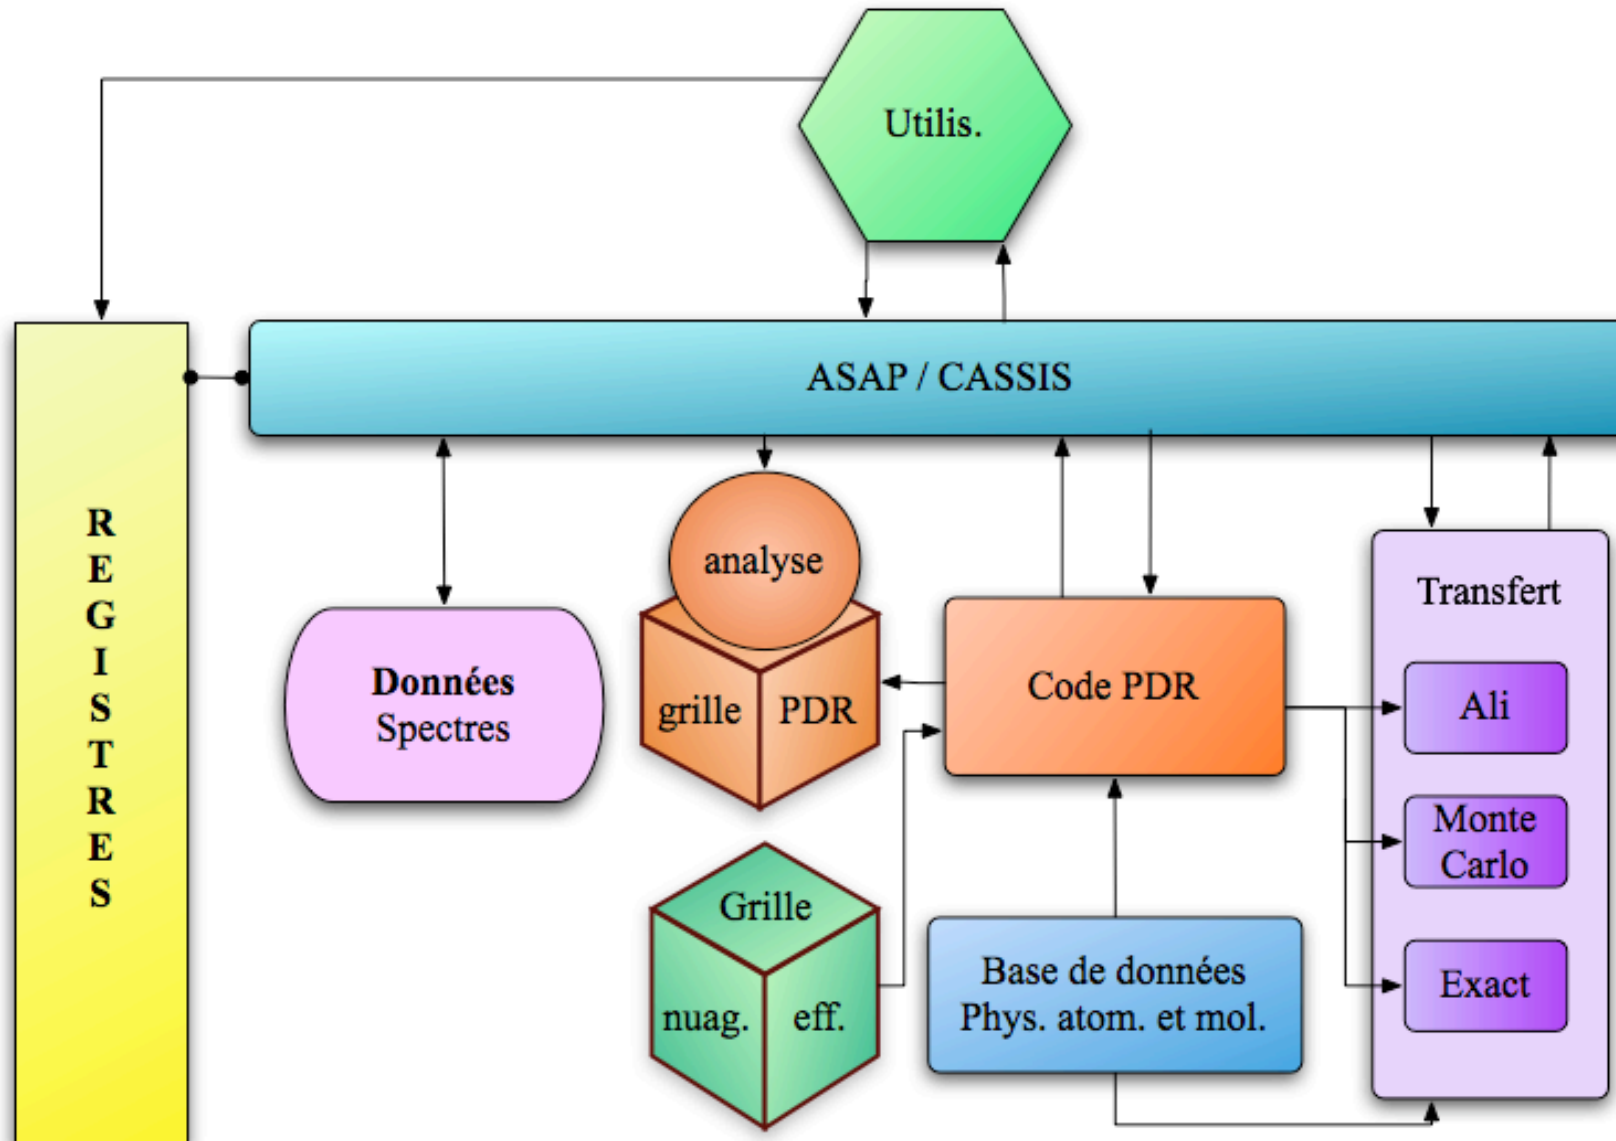 Utilis.
ASAP / CASSIS
R
E
G
I
S
T
R
E
S
Données
Spectres
analyse
grille
PDR
Code PDR
Transfert
Ali
Monte
Carlo
Exact
Grille
nuag.
eff.
Base de données
Phys. atom. et mol.